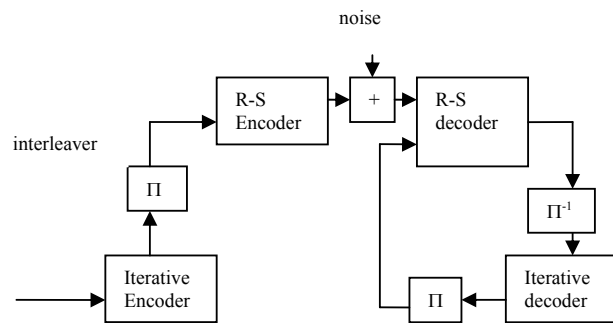 noise
R-S
Encoder
+
R-S
decoder
interleaver
Π
Π-1
Iterative
Encoder
Π
Iterative
decoder